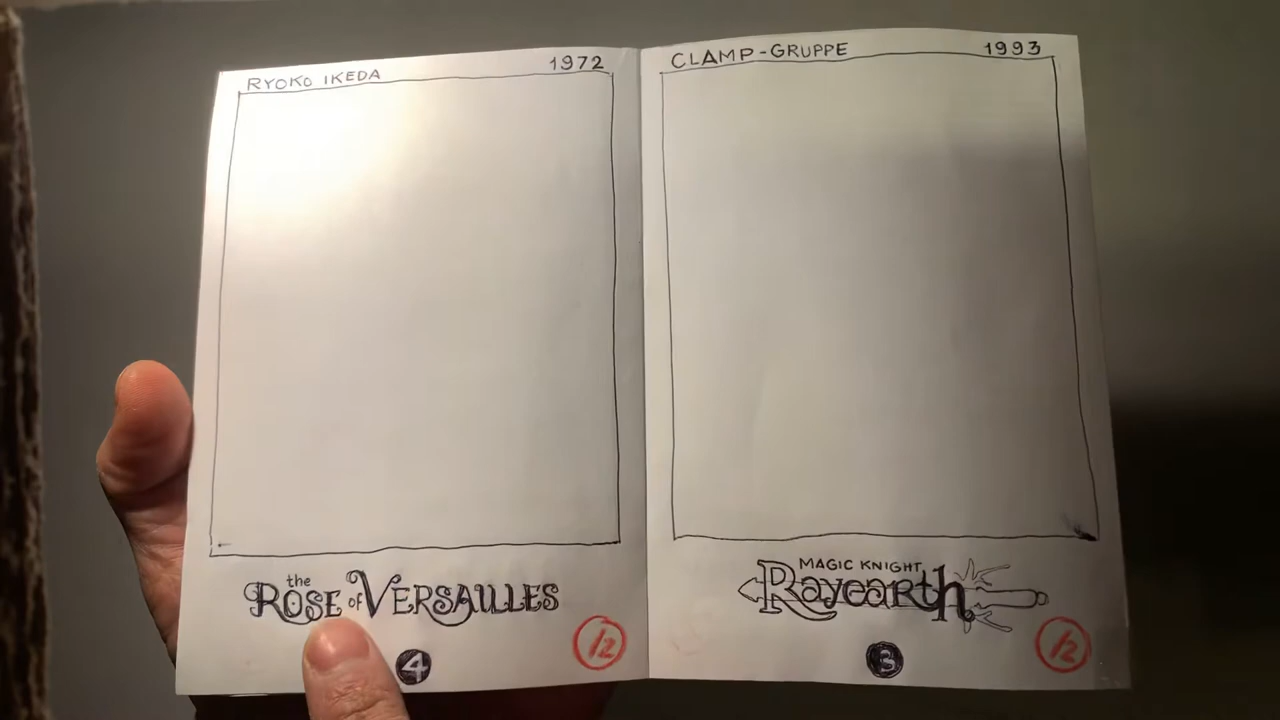 RYOKO IKEDA
1972
the
ROSE OF VERSAILLES
12
4
CLAMP-GRUPPE
1993
MAGIC KNIGHT
Rayearth
12
3